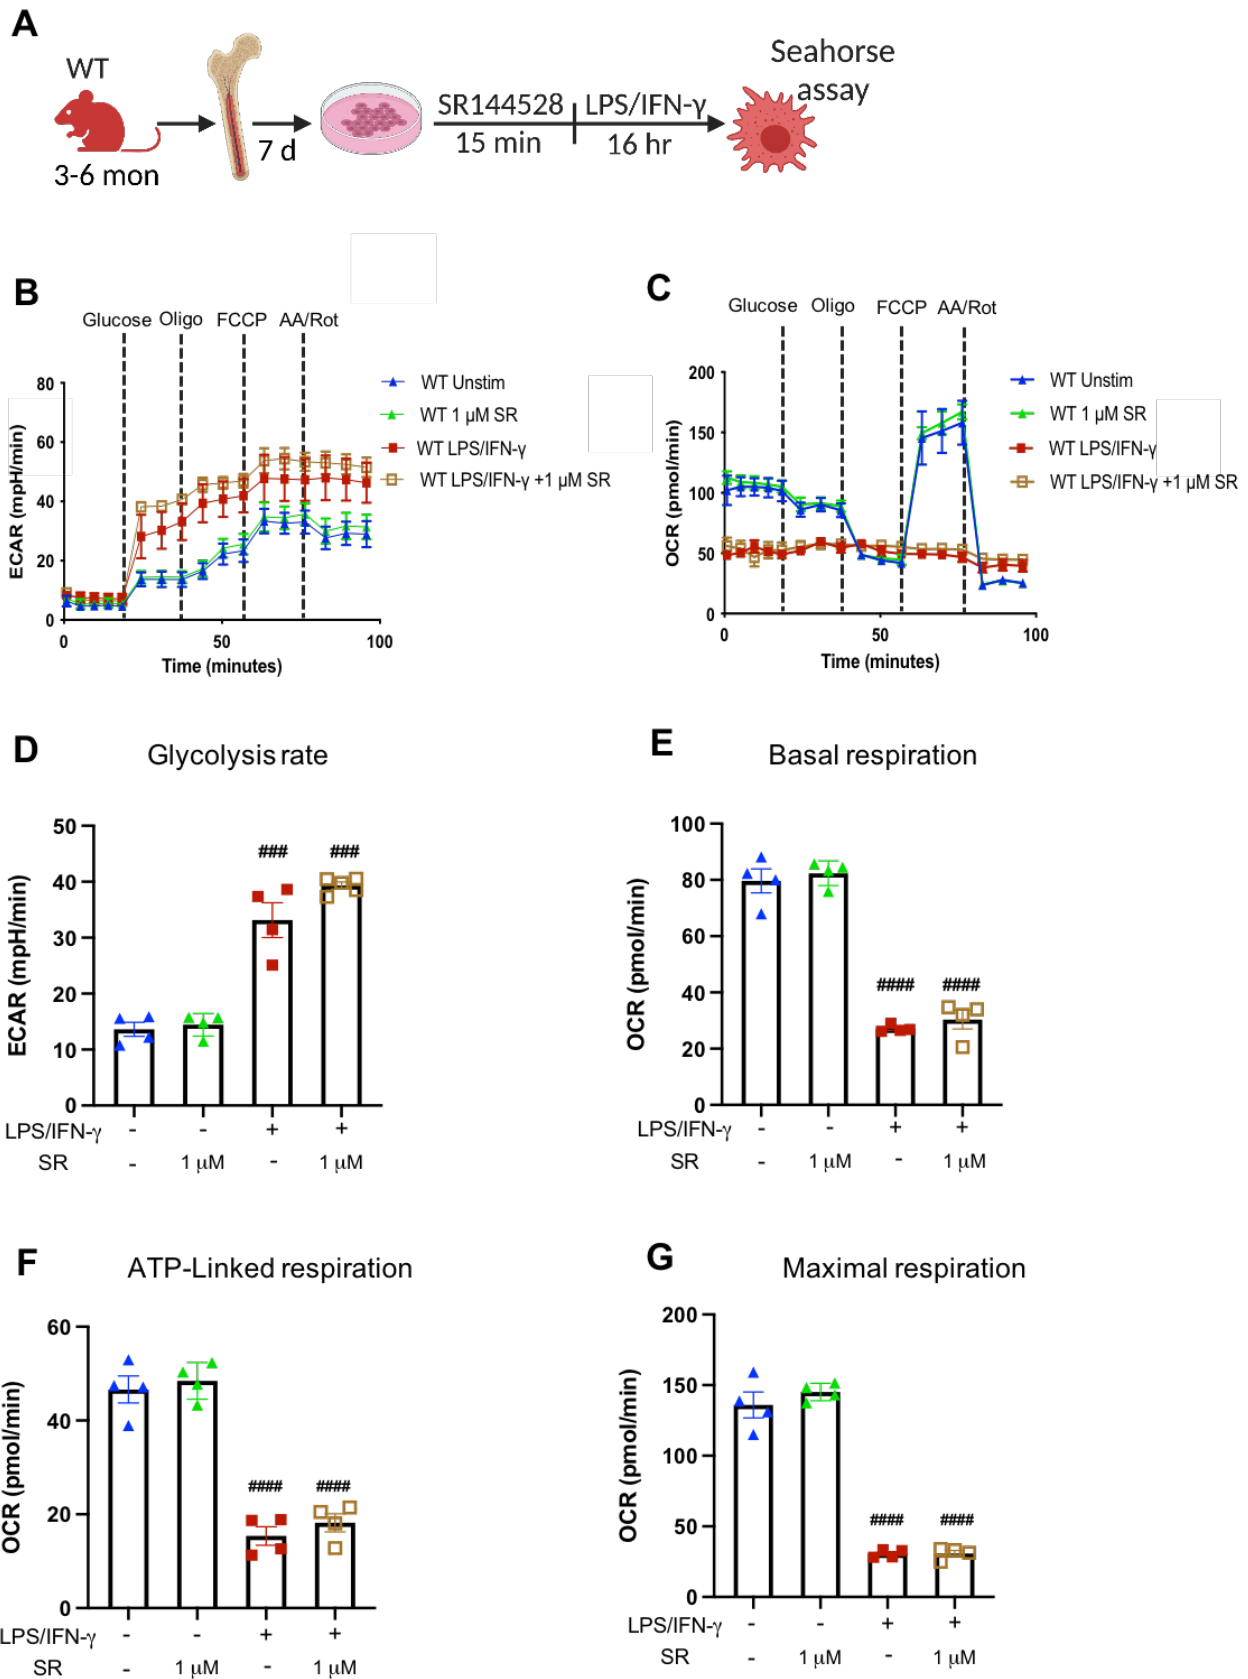 A
WT
3-6 mon
7 d
SR144528
15 min
LPS/IFN-γ
16 hr
Seahorse
assay
B
Glucose Oligo FCCP AA/Rot
80
60
40
20
0
ECAR (mpH/min)
0 50 100
Time (minutes)
WT Unstim
WT 1 μM SR
WT LPS/IFN-γ
WT LPS/IFN-γ +1 μM SR
C
Glucose Oligo FCCP AA/Rot
200
150
100
50
0
OCR (pmol/min)
0 50 100
Time (minutes)
WT Unstim
WT 1 μM SR
WT LPS/IFN-γ
WT LPS/IFN-γ +1 μM SR
D
Glycolysis rate
50
40
30
20
10
0
ECAR (mpH/min)
### ###
LPS/IFN-γ - - + +
SR - 1 μM - 1 μM
E
Basal respiration
100
80
60
40
20
0
OCR (pmol/min)
#### ####
LPS/IFN-γ - - + +
SR - 1 μM - 1 μM
F
ATP-Linked respiration
60
40
20
0
OCR (pmol/min)
#### ####
LPS/IFN-γ - - + +
SR - 1 μM - 1 μM
G
Maximal respiration
200
150
100
50
0
OCR (pmol/min)
#### ####
LPS/IFN-γ - - + +
SR - 1 μM - 1 μM